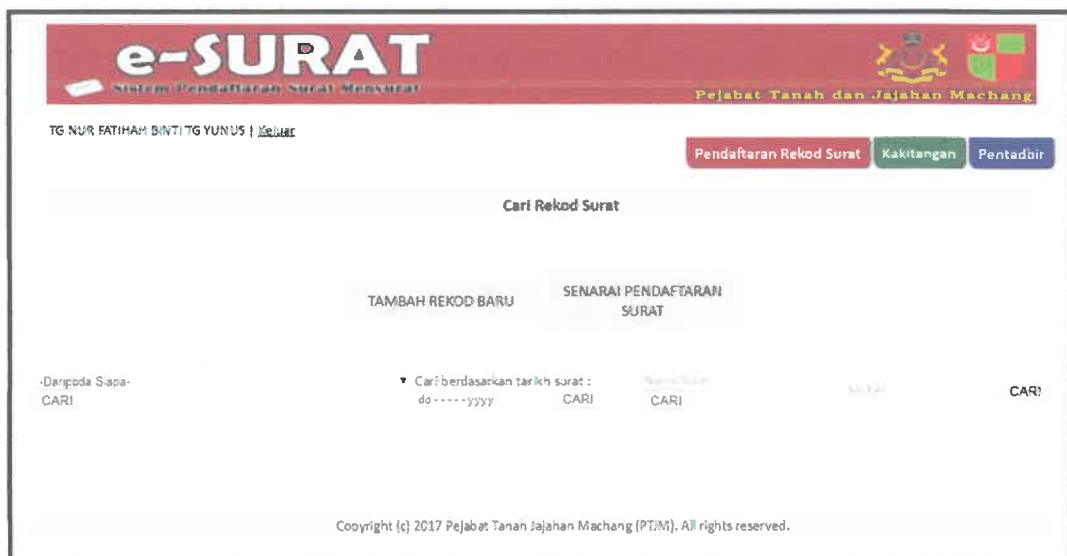 e-SURAT
Sistem Pendaftaran Surat Menyurat
Pejabat Tanah dan Jajahan Machang
TG NUR FATIHAH BINTI TG YUNUS | Keluar
Pendaftaran Rekod Surat
Kakitangan
Pentadbir
Cari Rekod Surat
TAMBAH REKOD BARU
SENARAI PENDAFTARAN
SURAT
-Daripada Siapa-
CARI
▼ Cari berdasarkan tarikh surat :
dd-----yyyy
CARI
CARI
CARI
Copyright (c) 2017 Pejabat Tanah Jajahan Machang (PTJM). All rights reserved.